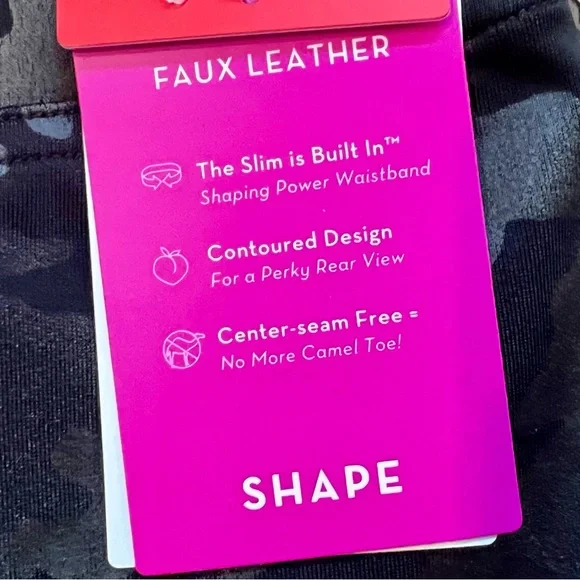 FAUX LEATHER
The Slim is Built In™
Shaping Power Waistband
Contoured Design
For a Perky Rear View
Center-seam Free =
No More Camel Toe!
SHAPE